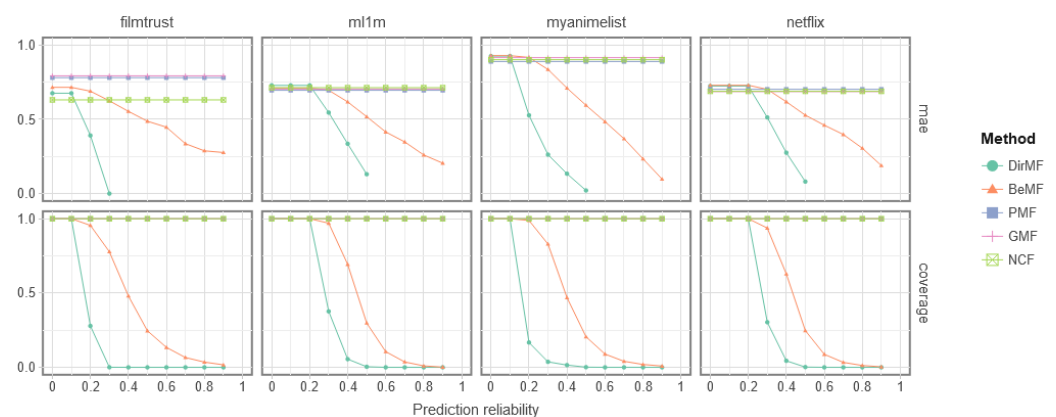 filmtrust
ml1m
myanimelist
netflix
1.0
0.5
0.0
mae
1.0
0.5
0.0
coverage
0 0.2 0.4 0.6 0.8 1
0 0.2 0.4 0.6 0.8 1
0 0.2 0.4 0.6 0.8 1
0 0.2 0.4 0.6 0.8 1
Prediction reliability
Method
DirMF
BeMF
PMF
GMF
NCF